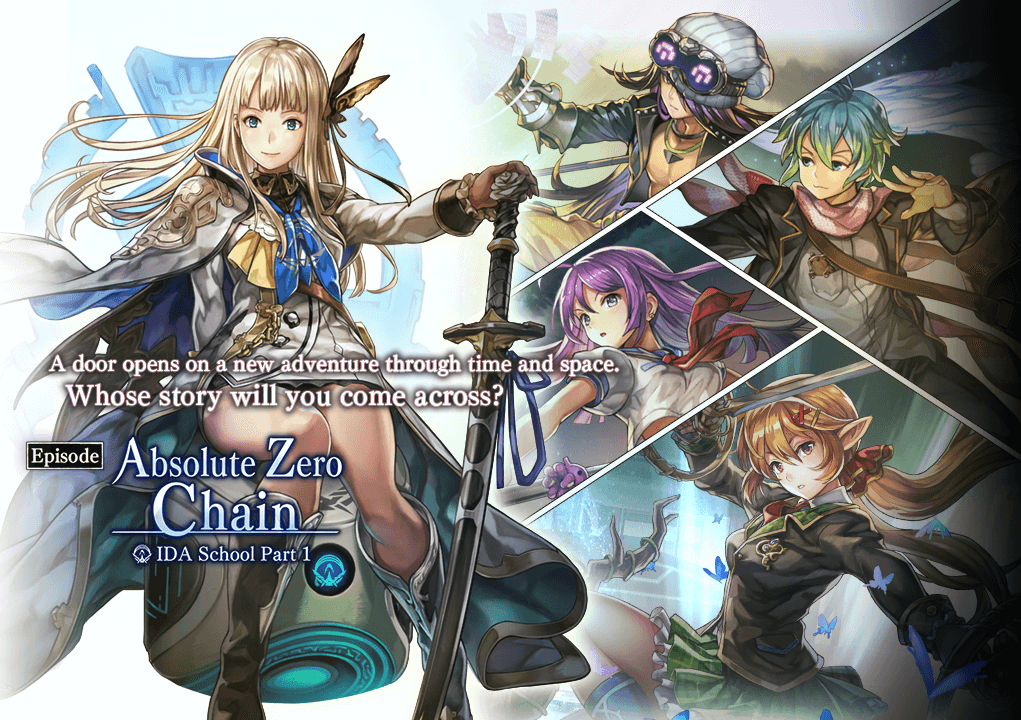 A door opens on a new adventure through time and space.
Whose story will you come across?
Episode
Absolute Zero
Chain
IDA School Part 1